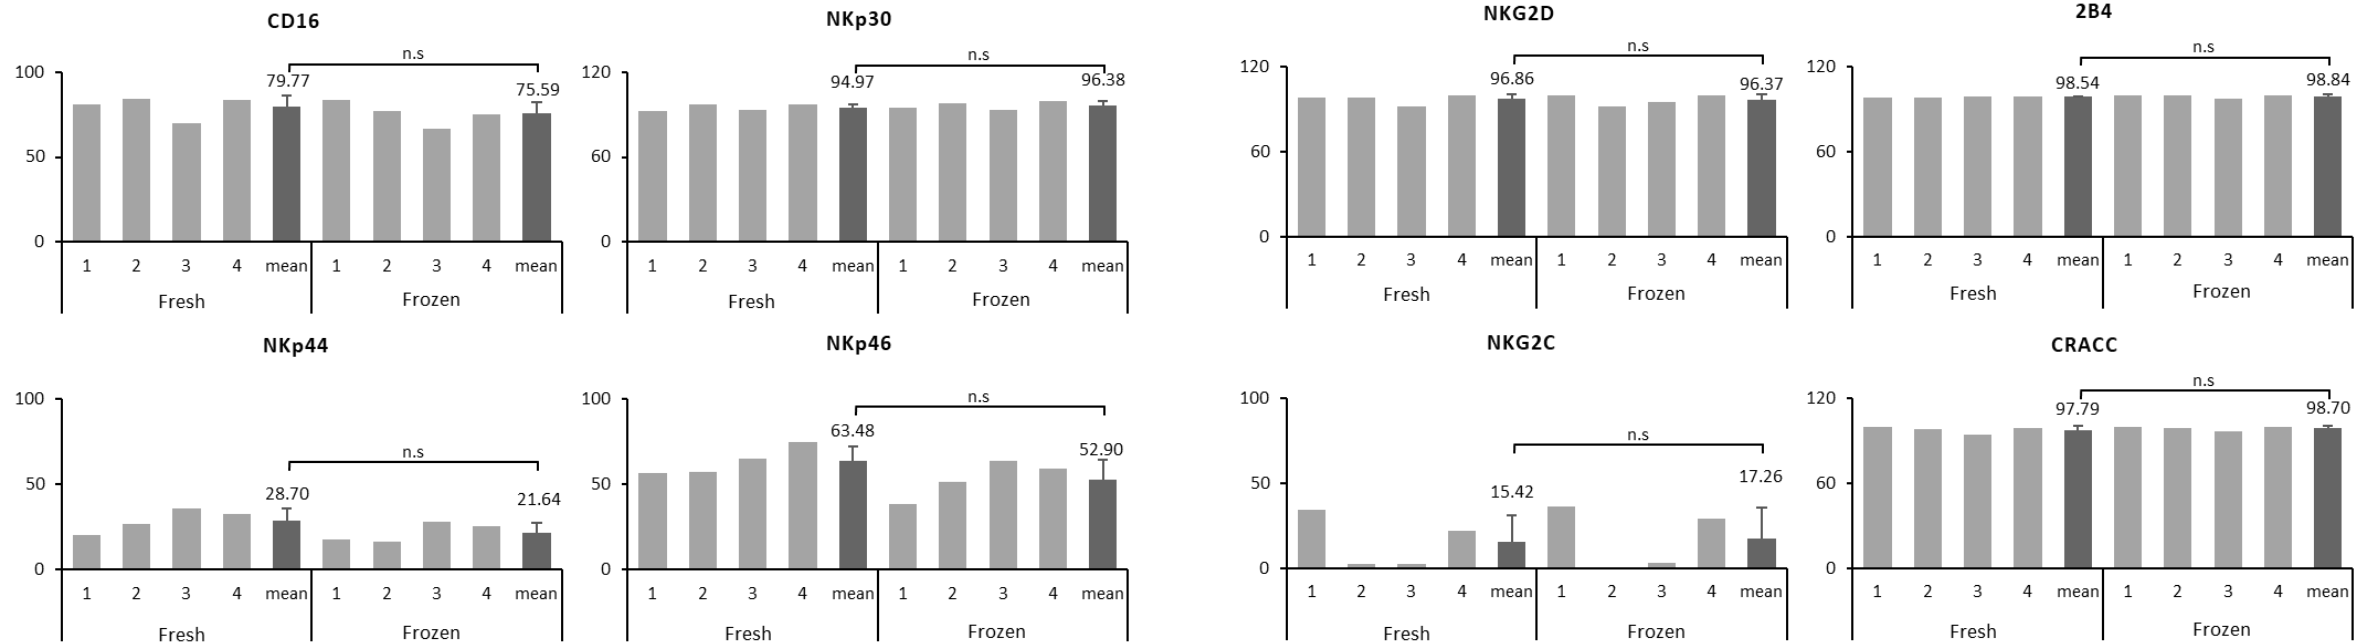 CD16
n.s
79.77
75.59
100
50
0
1 2 3 4 mean 1 2 3 4 mean
Fresh Frozen
NKp30
n.s
94.97
96.38
120
60
0
1 2 3 4 mean 1 2 3 4 mean
Fresh Frozen
NKG2D
n.s
96.86
96.37
120
60
0
1 2 3 4 mean 1 2 3 4 mean
Fresh Frozen
2B4
n.s
98.54
98.84
120
60
0
1 2 3 4 mean 1 2 3 4 mean
Fresh Frozen
NKp44
n.s
28.70
21.64
100
50
0
1 2 3 4 mean 1 2 3 4 mean
Fresh Frozen
NKp46
n.s
63.48
52.90
100
50
0
1 2 3 4 mean 1 2 3 4 mean
Fresh Frozen
NKG2C
n.s
15.42
17.26
100
50
0
1 2 3 4 mean 1 2 3 4 mean
Fresh Frozen
CRACC
n.s
97.79
98.70
120
60
0
1 2 3 4 mean 1 2 3 4 mean
Fresh Frozen